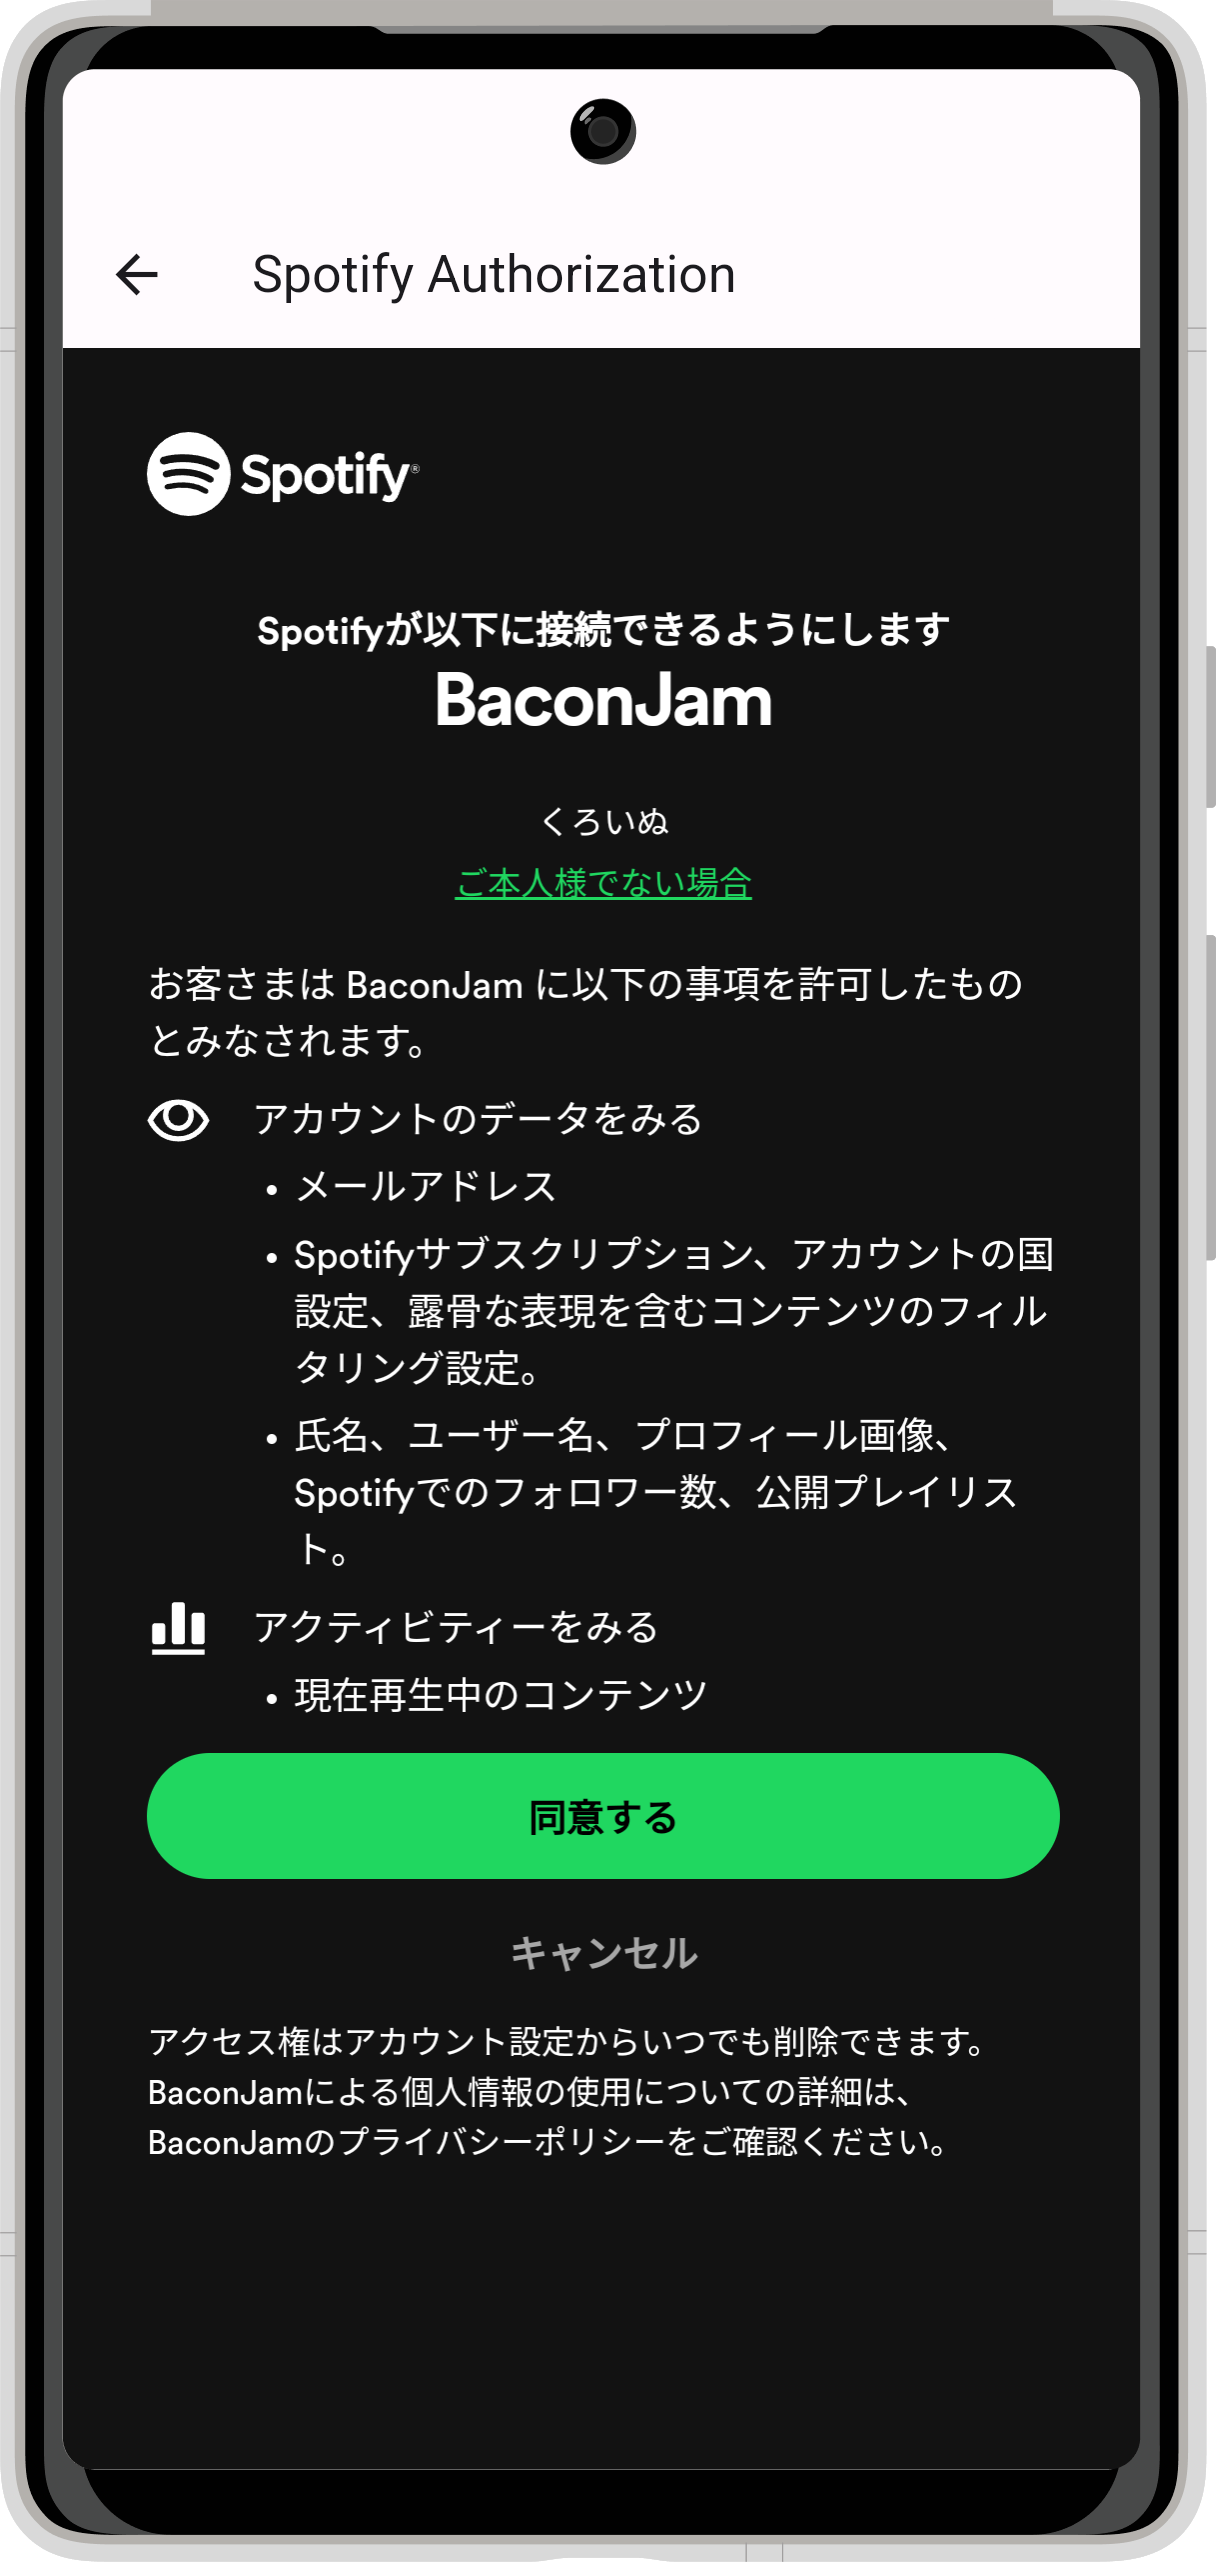 Spotify Authorization
Spotify®
Spotifyが以下に接続できるようにします
BaconJam
くろいぬ
ご本人様でない場合
お客さまは BaconJam に以下の事項を許可したもの
とみなされます。
アカウントのデータをみる
• メールアドレス
• Spotifyサブスクリプション、アカウントの国
設定、露骨な表現を含むコンテンツのフィル
タリング設定。
• 氏名、ユーザー名、プロフィール画像、
Spotifyでのフォロワー数、公開プレイリス
ト。
アクティビティーをみる
• 現在再生中のコンテンツ
同意する
キャンセル
アクセス権はアカウント設定からいつでも削除できます。
BaconJamによる個人情報の使用についての詳細は、
BaconJamのプライバシーポリシーをご確認ください。